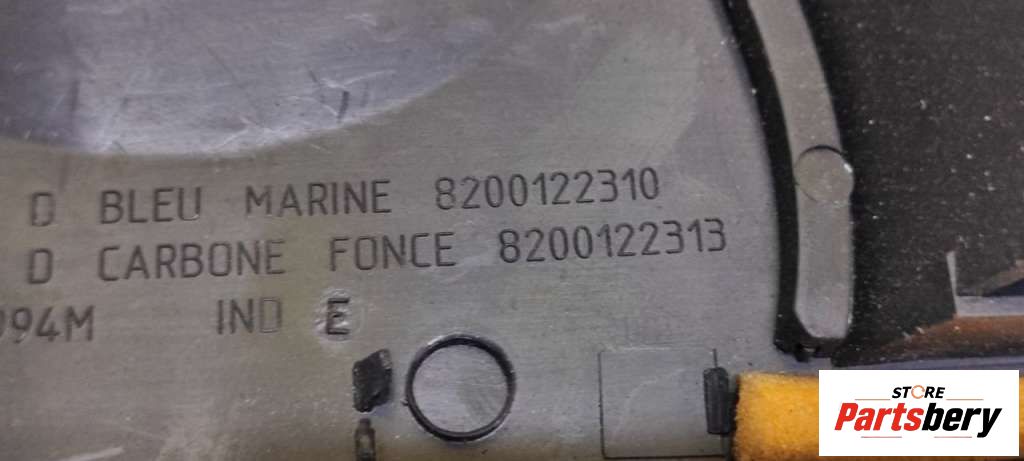 D BLEU MARINE 8200122310
D CARBONE FONCE 8200122313
94M IND E
STORE
Partsbery